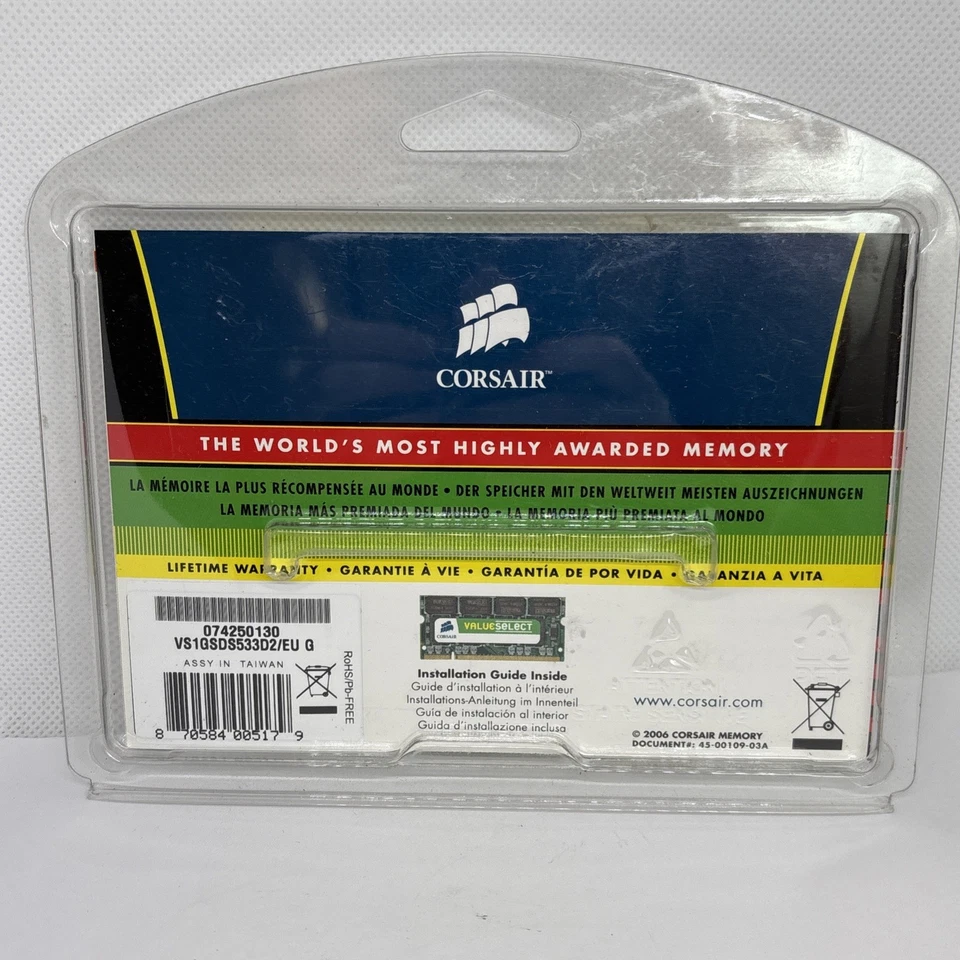 CORSAIR™
THE WORLD'S MOST HIGHLY AWARDED MEMORY
LA MÉMOIRE LA PLUS RÉCOMPENSÉE AU MONDE • DER SPEICHER MIT DEN WELTWEIT MEISTEN AUSZEICHNUNGEN
LA MEMORIA MÁS PREMIADA DEL MUNDO • LA MEMORIA PIÙ PREMIATA AL MONDO
LIFETIME WARRANTY • GARANTIE À VIE • GARANTÍA DE POR VIDA • GARANZIA A VITA
074250130
VS1GSDS533D2/EU G
ASSY IN TAIWAN
RoHS/Pb-FREE
8 70584 00517 9
CORSAIR
VALUESELECT
Installation Guide Inside
Guide d'installation à l'intérieur
Installations-Anleitung im Innenteil
Guía de instalación al interior
Guida d'installazione inclusa
www.corsair.com
© 2006 CORSAIR MEMORY
DOCUMENT#: 45-00109-03A